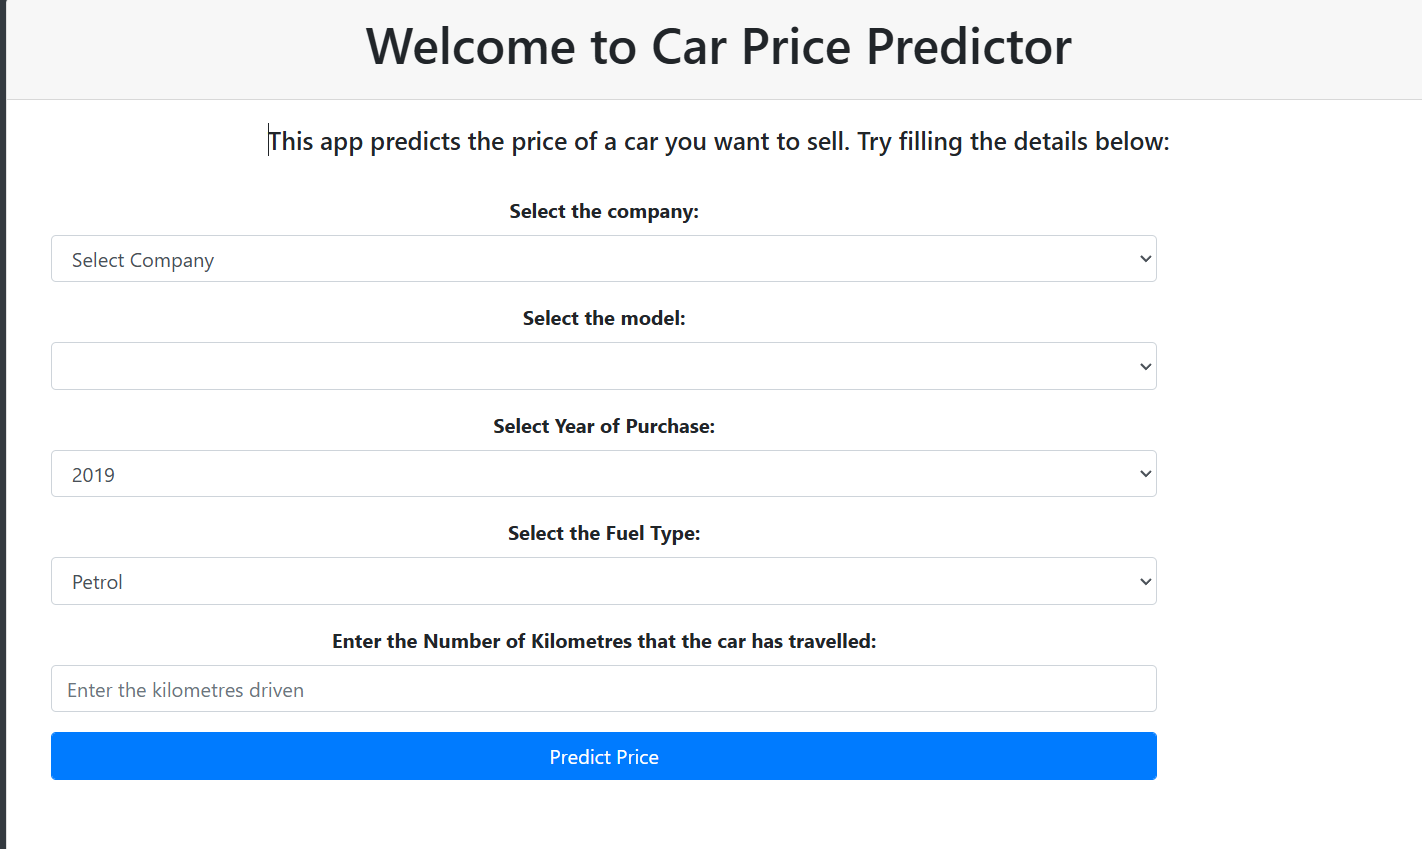 Welcome to Car Price Predictor
This app predicts the price of a car you want to sell. Try filling the details below:
Select the company:
Select Company
Select the model:
Select Year of Purchase:
2019
Select the Fuel Type:
Petrol
Enter the Number of Kilometres that the car has travelled:
Enter the kilometres driven
Predict Price